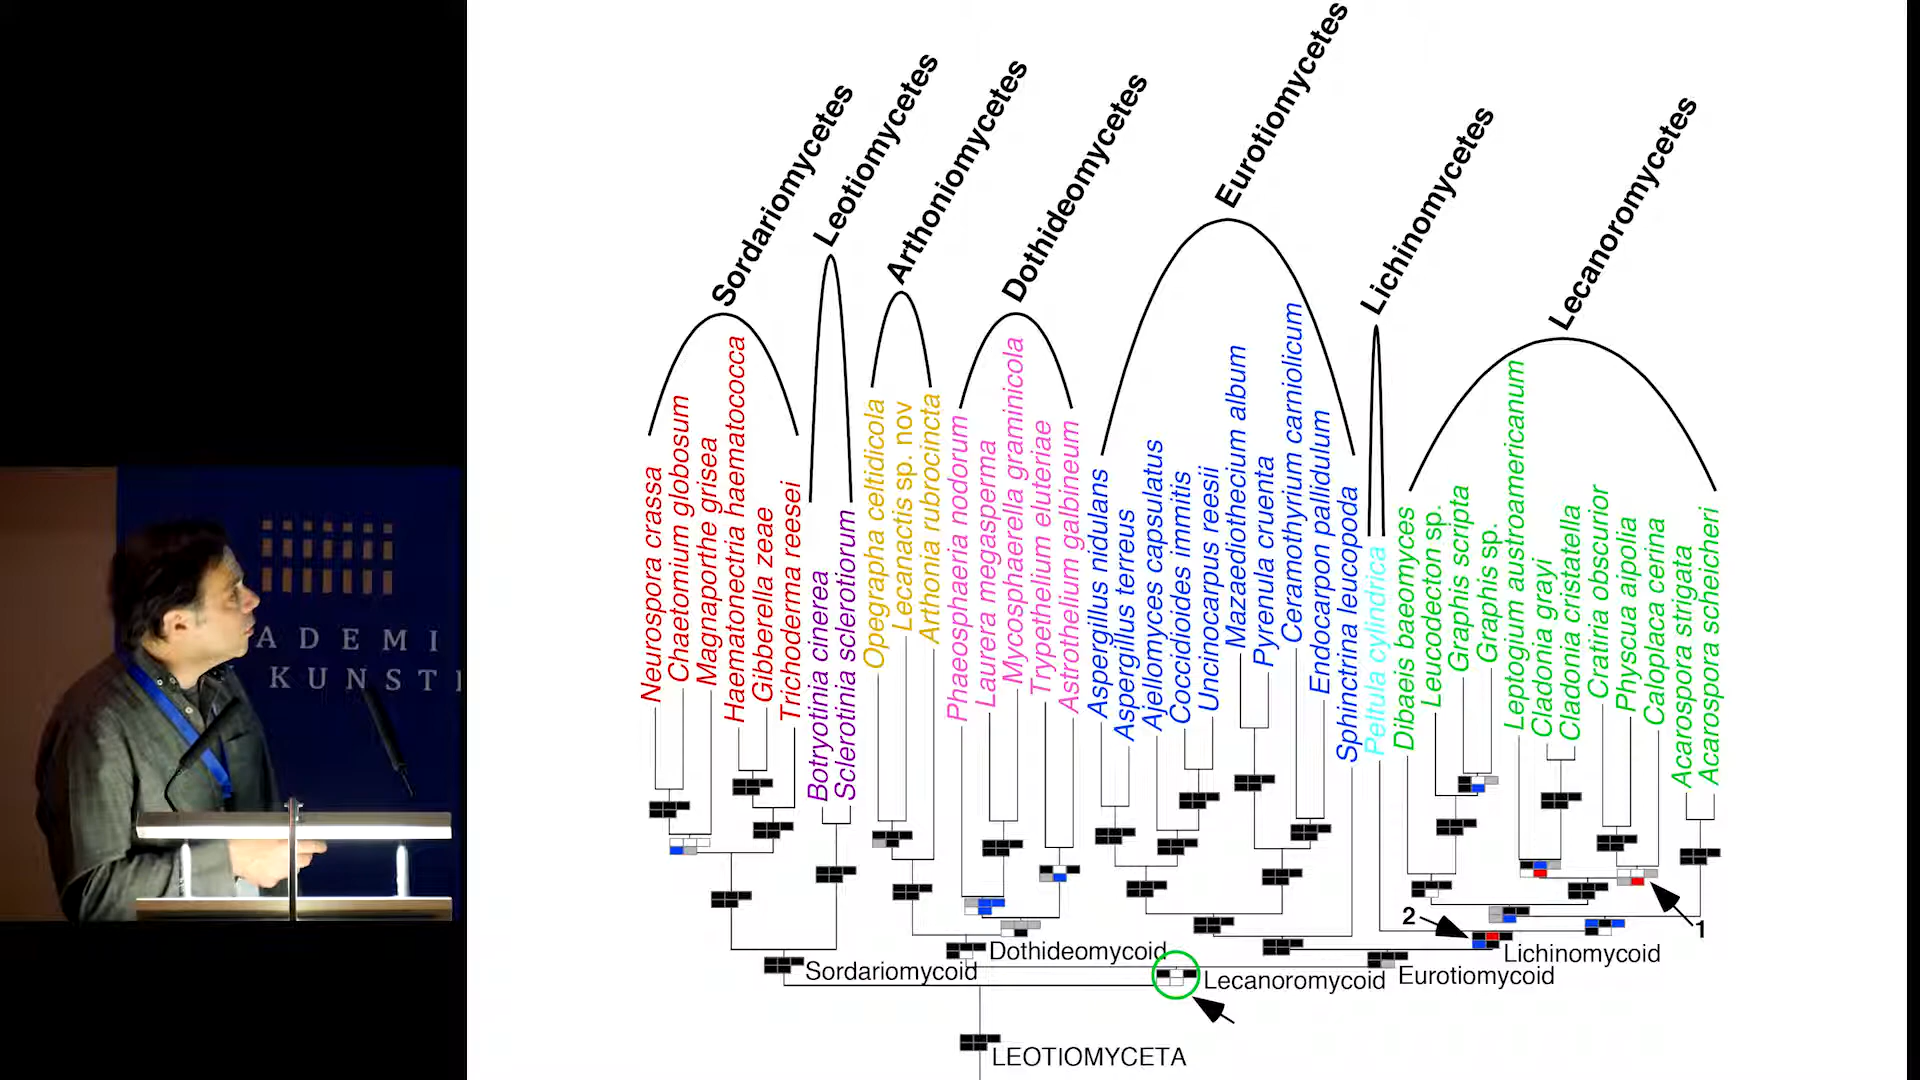 Sordariomycetes
Leotiomycetes
Arthoniomycetes
Dothideomycetes
Eurotiomycetes
Lichinomycetes
Lecanoromycetes
Neurospora crassa
Chaetomium globosum
Magnaporthe grisea
Haematonectria haematococca
Gibberella zeae
Trichoderma reesei
Botryotinia cinerea
Sclerotinia sclerotiorum
Opegrapha celtidicola
Lecanactis sp. nov
Arthonia rubrocincta
Phaeosphaeria nodorum
Laurera megasperma
Mycosphaerella graminicola
Trypethelium eluteriae
Astrothelium galbineum
Aspergillus nidulans
Aspergillus terreus
Ajellomyces capsulatus
Coccidioides immitis
Uncinocarpus reesii
Mazaediothecium album
Pyrenula cruenta
Ceramothyrium carniolicum
Endocarpon pallidulum
Sphinctrina leucopoda
Peltula cylindrica
Dibaeis baeomyces
Leucodecton sp.
Graphis scripta
Graphis sp.
Leptogium austroamericanum
Cladonia grayi
Cladonia cristatella
Cratiria obscurior
Physcua aipolia
Caloplaca cerina
Acarospora strigata
Acarospora scheicheri
2
1
Dothideomycoid
Lichinomycoid
Sordariomycoid
Lecanoromycoid
Eurotiomycoid
LEOTIOMYCETA
ADEMI
KUNST